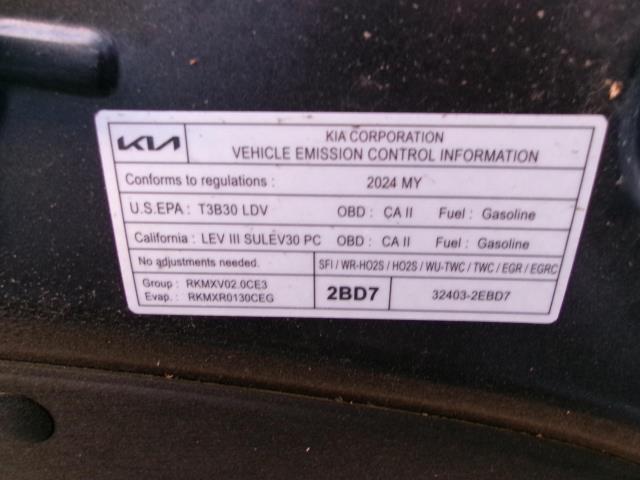 KIA
KIA CORPORATION
VEHICLE EMISSION CONTROL INFORMATION
Conforms to regulations : 2024 MY
U.S.EPA : T3B30 LDV OBD : CA II Fuel : Gasoline
California : LEV III SULEV30 PC OBD : CA II Fuel : Gasoline
No adjustments needed. SFI / WR-HO2S / HO2S / WU-TWC / TWC / EGR / EGRC
Group : RKMXV02.0CE3
Evap. : RKMXR0130CEG
2BD7 32403-2EBD7